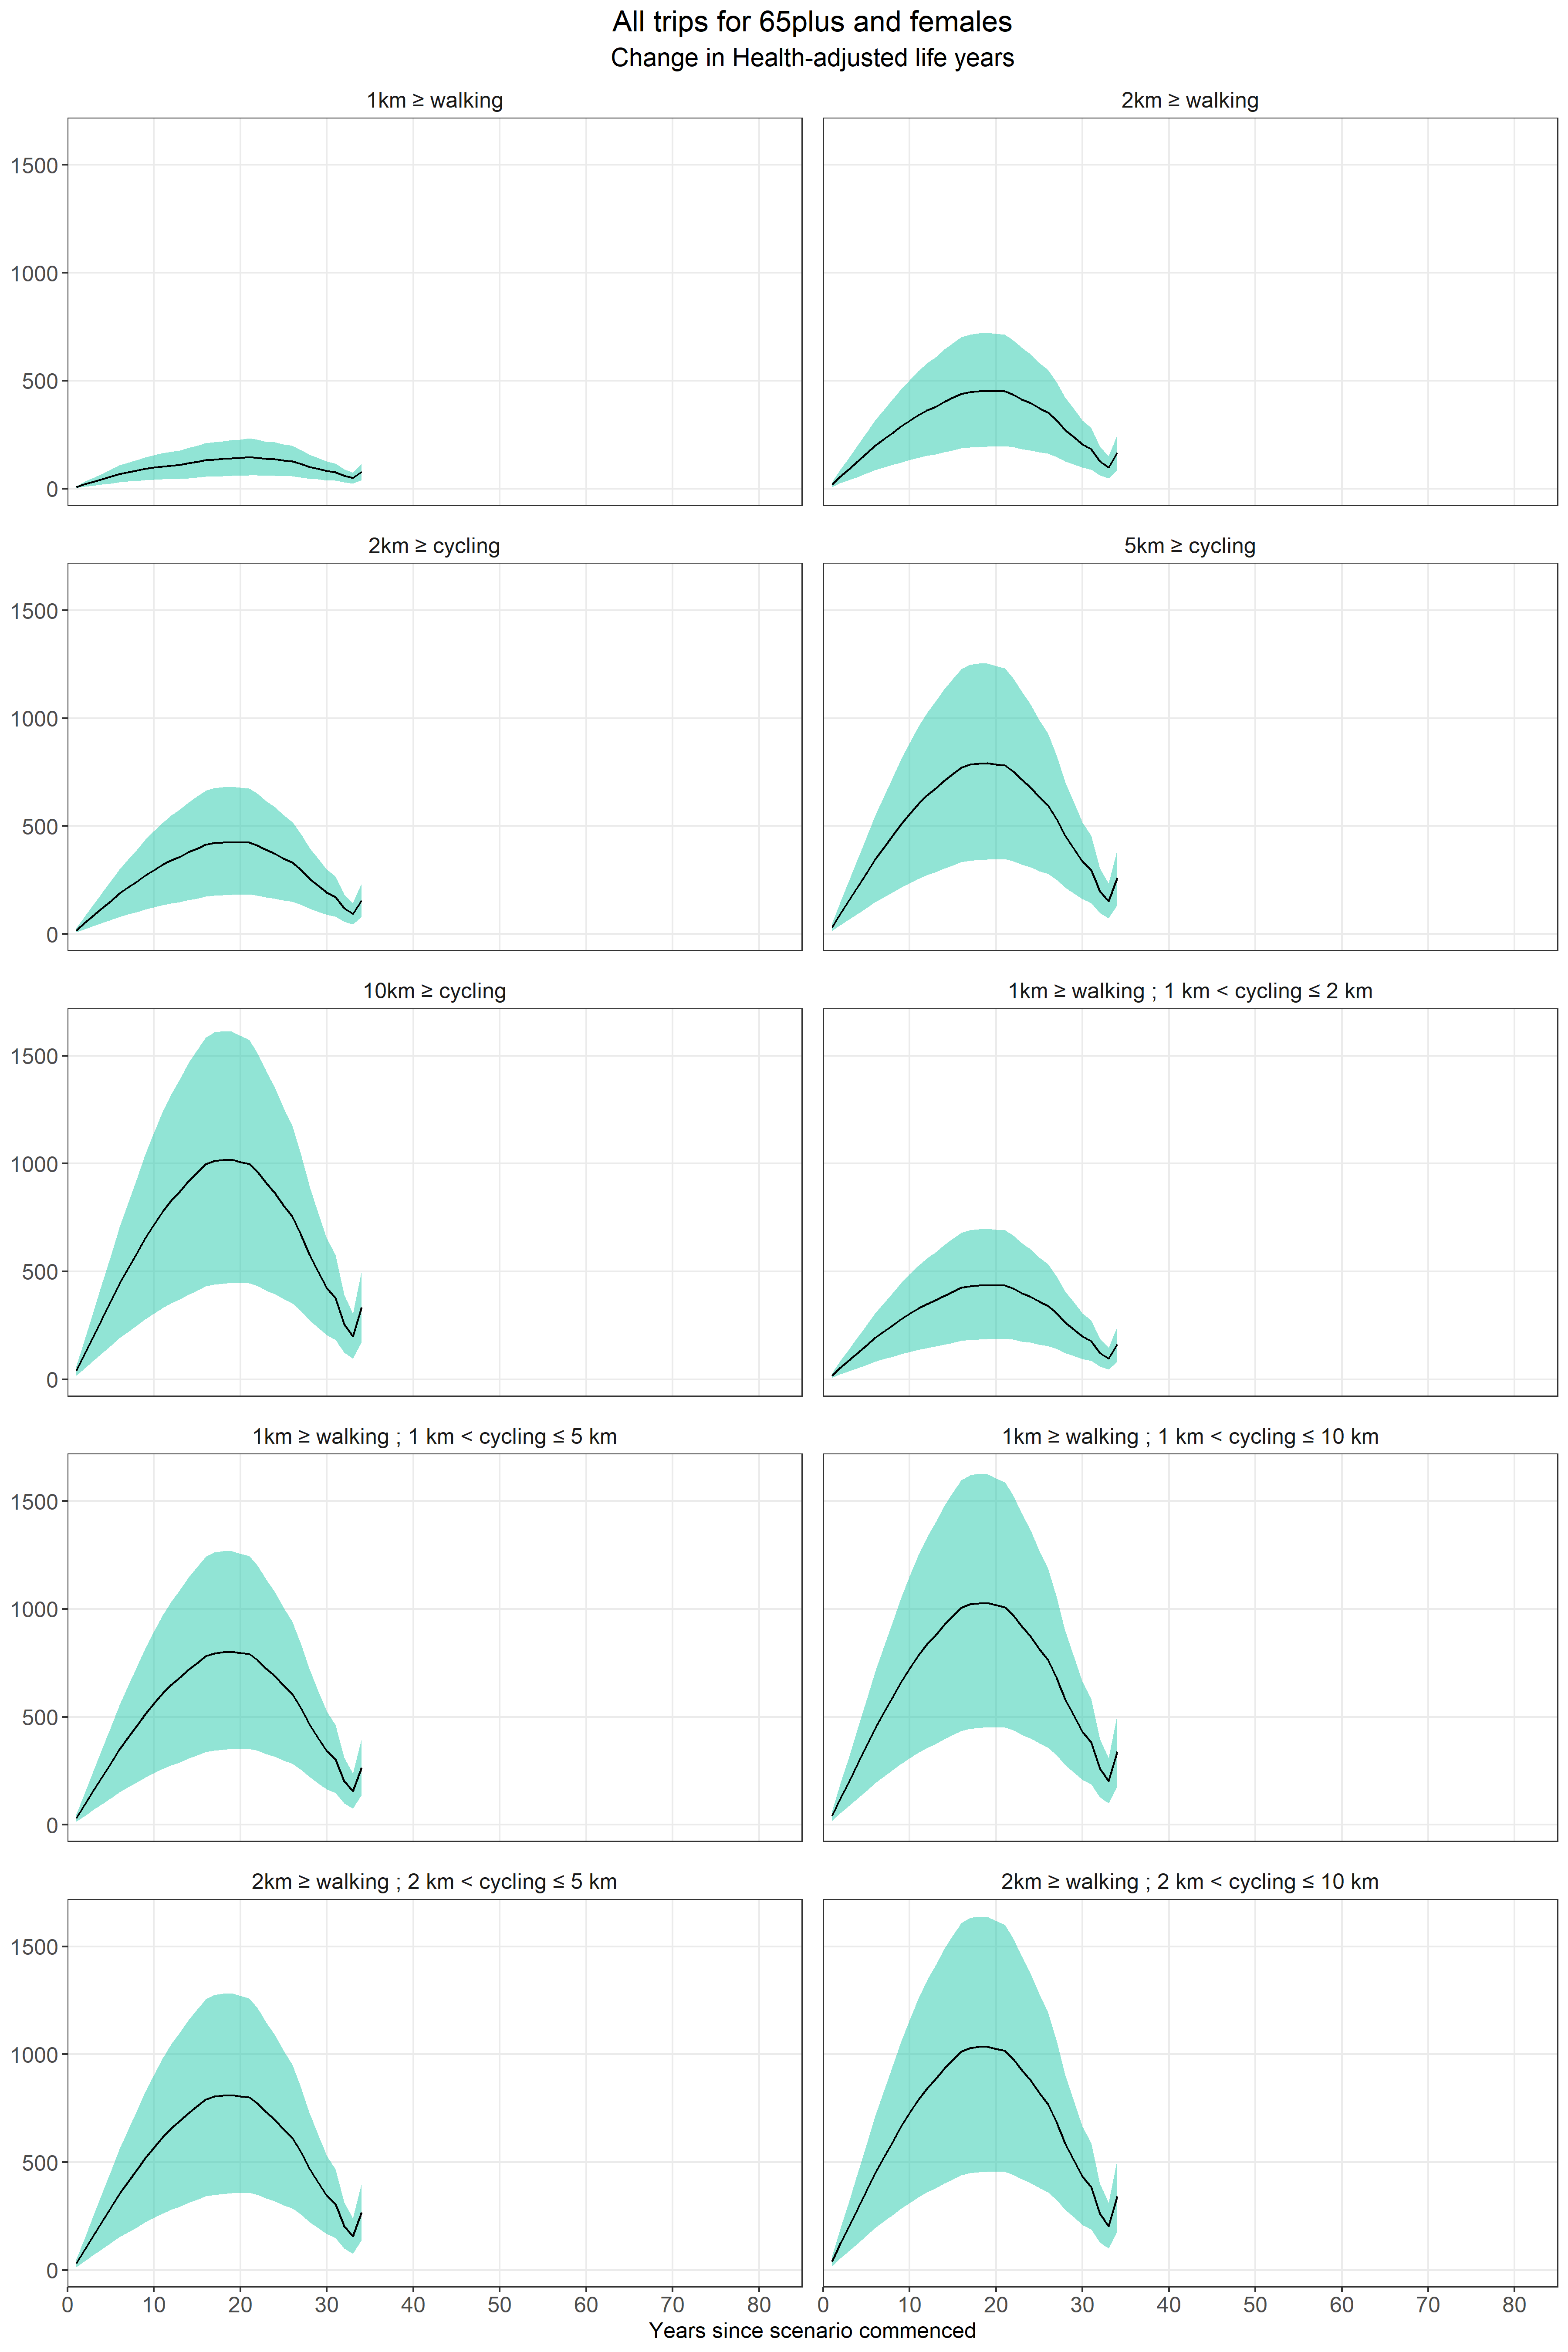 All trips for 65plus and females
Change in Health-adjusted life years
1km ≥ walking
2km ≥ walking
1500
1000
500
0
2km ≥ cycling
5km ≥ cycling
1500
1000
500
0
10km ≥ cycling
1km ≥ walking ; 1 km < cycling ≤ 2 km
1500
1000
500
0
1km ≥ walking ; 1 km < cycling ≤ 5 km
1km ≥ walking ; 1 km < cycling ≤ 10 km
1500
1000
500
0
2km ≥ walking ; 2 km < cycling ≤ 5 km
2km ≥ walking ; 2 km < cycling ≤ 10 km
1500
1000
500
0
0 10 20 30 40 50 60 70 80
0 10 20 30 40 50 60 70 80
Years since scenario commenced